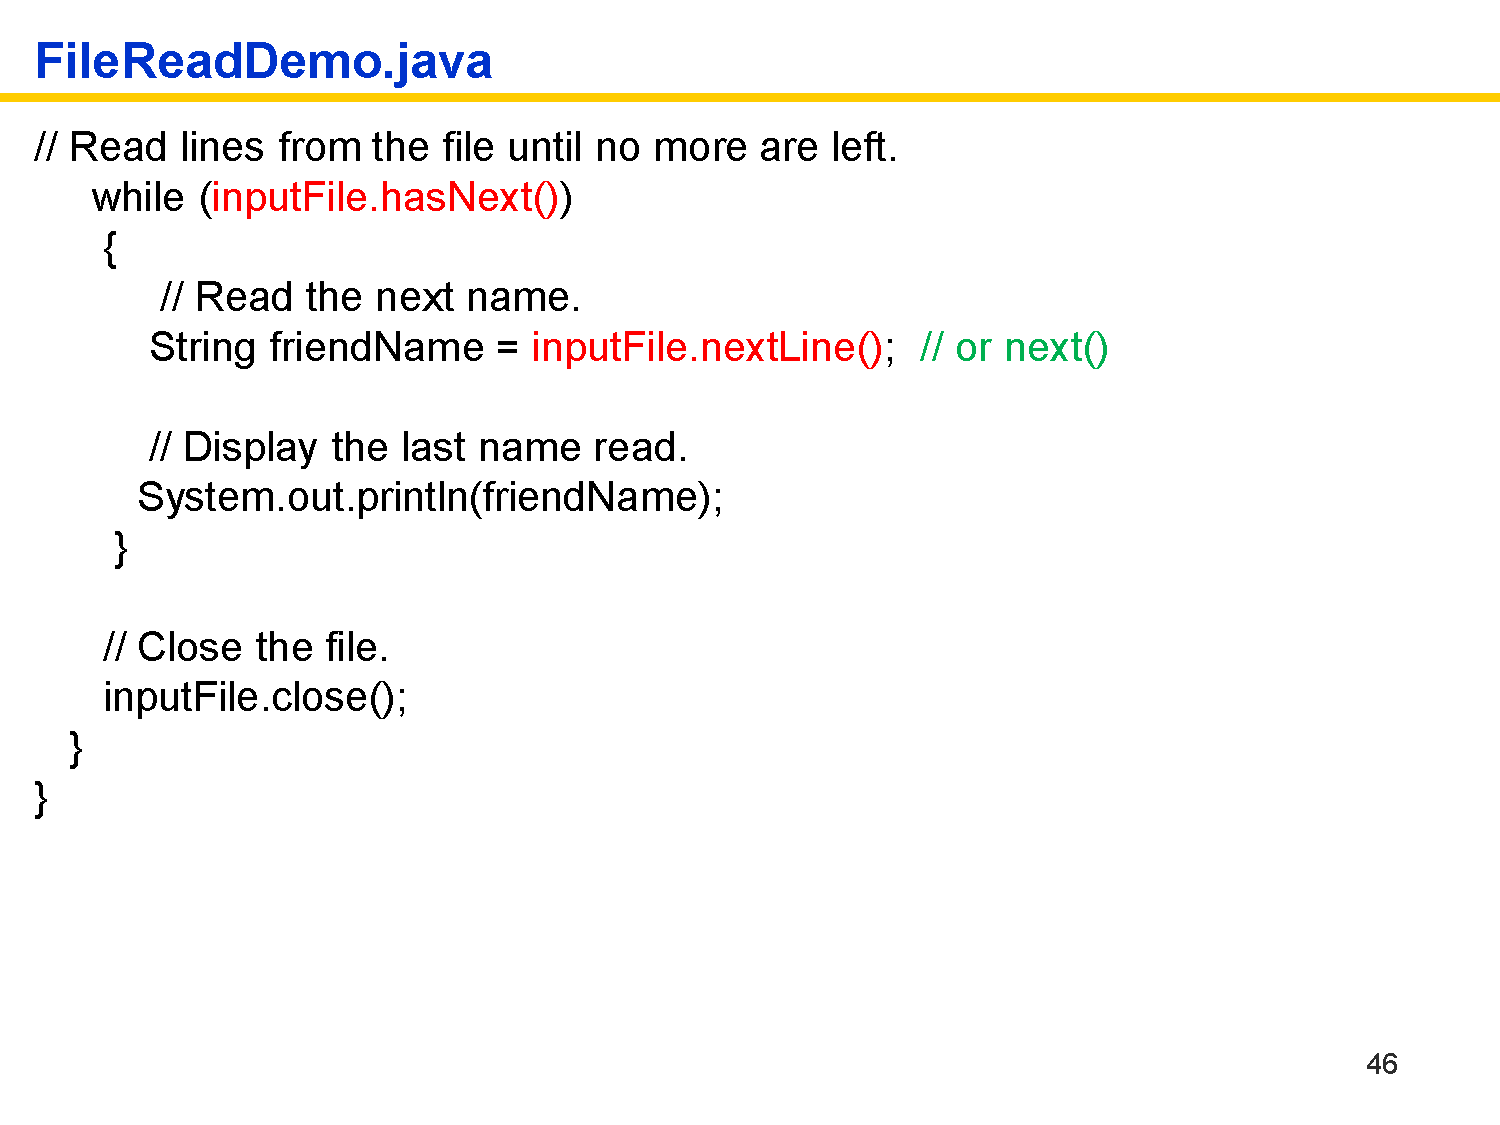 FileReadDemo.java
// Read lines from the file until no more are left.
while (inputFile.hasNext())
{
// Read the next name.
String friendName = inputFile.nextLine(); // or next()
// Display the last name read.
System.out.println(friendName);
}
// Close the file.
inputFile.close();
}
}
46